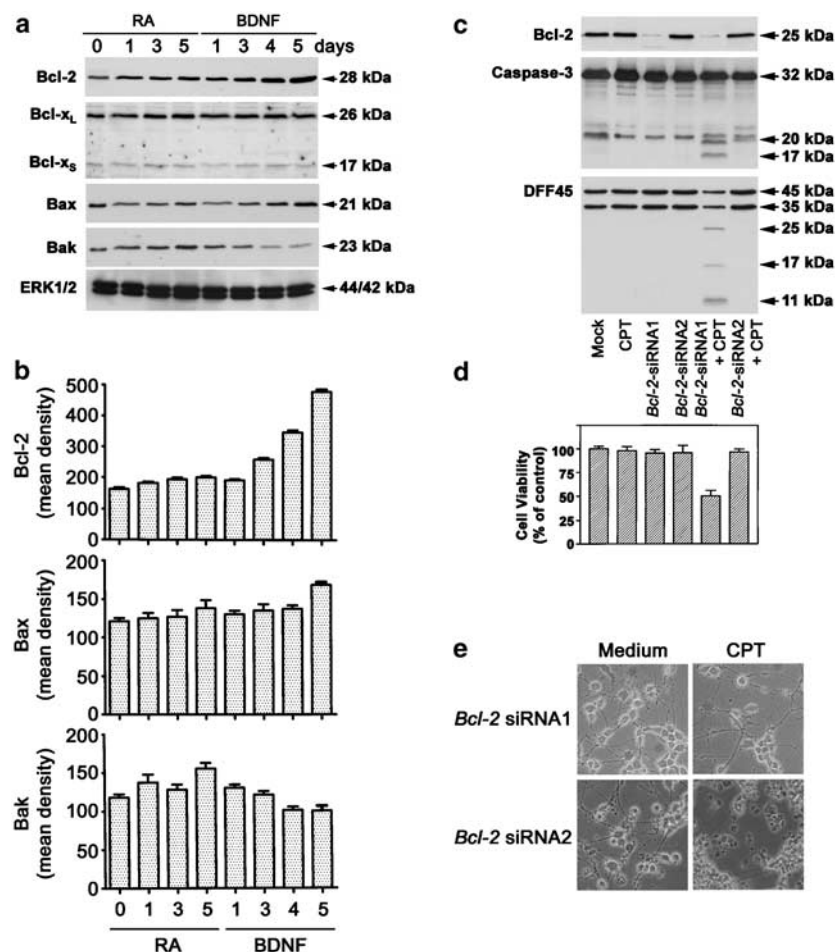 a
RA BDNF
0 1 3 5 1 3 4 5 days
Bcl-2 28 kDa
Bcl-xL 26 kDa
Bcl-xS 17 kDa
Bax 21 kDa
Bak 23 kDa
ERK1/2 44/42 kDa
b
500
400
300
200
100
0
Bcl-2
(mean density)
200
150
100
50
0
Bax
(mean density)
200
150
100
50
0
Bak
(mean density)
0 1 3 5 1 3 4 5
RA BDNF
c
Bcl-2 25 kDa
Caspase-3 32 kDa
20 kDa
17 kDa
DFF45 45 kDa
35 kDa
25 kDa
17 kDa
11 kDa
Mock
CPT
Bcl-2-siRNA1
Bcl-2-siRNA2
Bcl-2-siRNA1
+ CPT
Bcl-2-siRNA2
+ CPT
d
100
75
50
25
0
Cell Viability
(% of control)
e
Medium CPT
Bcl-2 siRNA1
Bcl-2 siRNA2